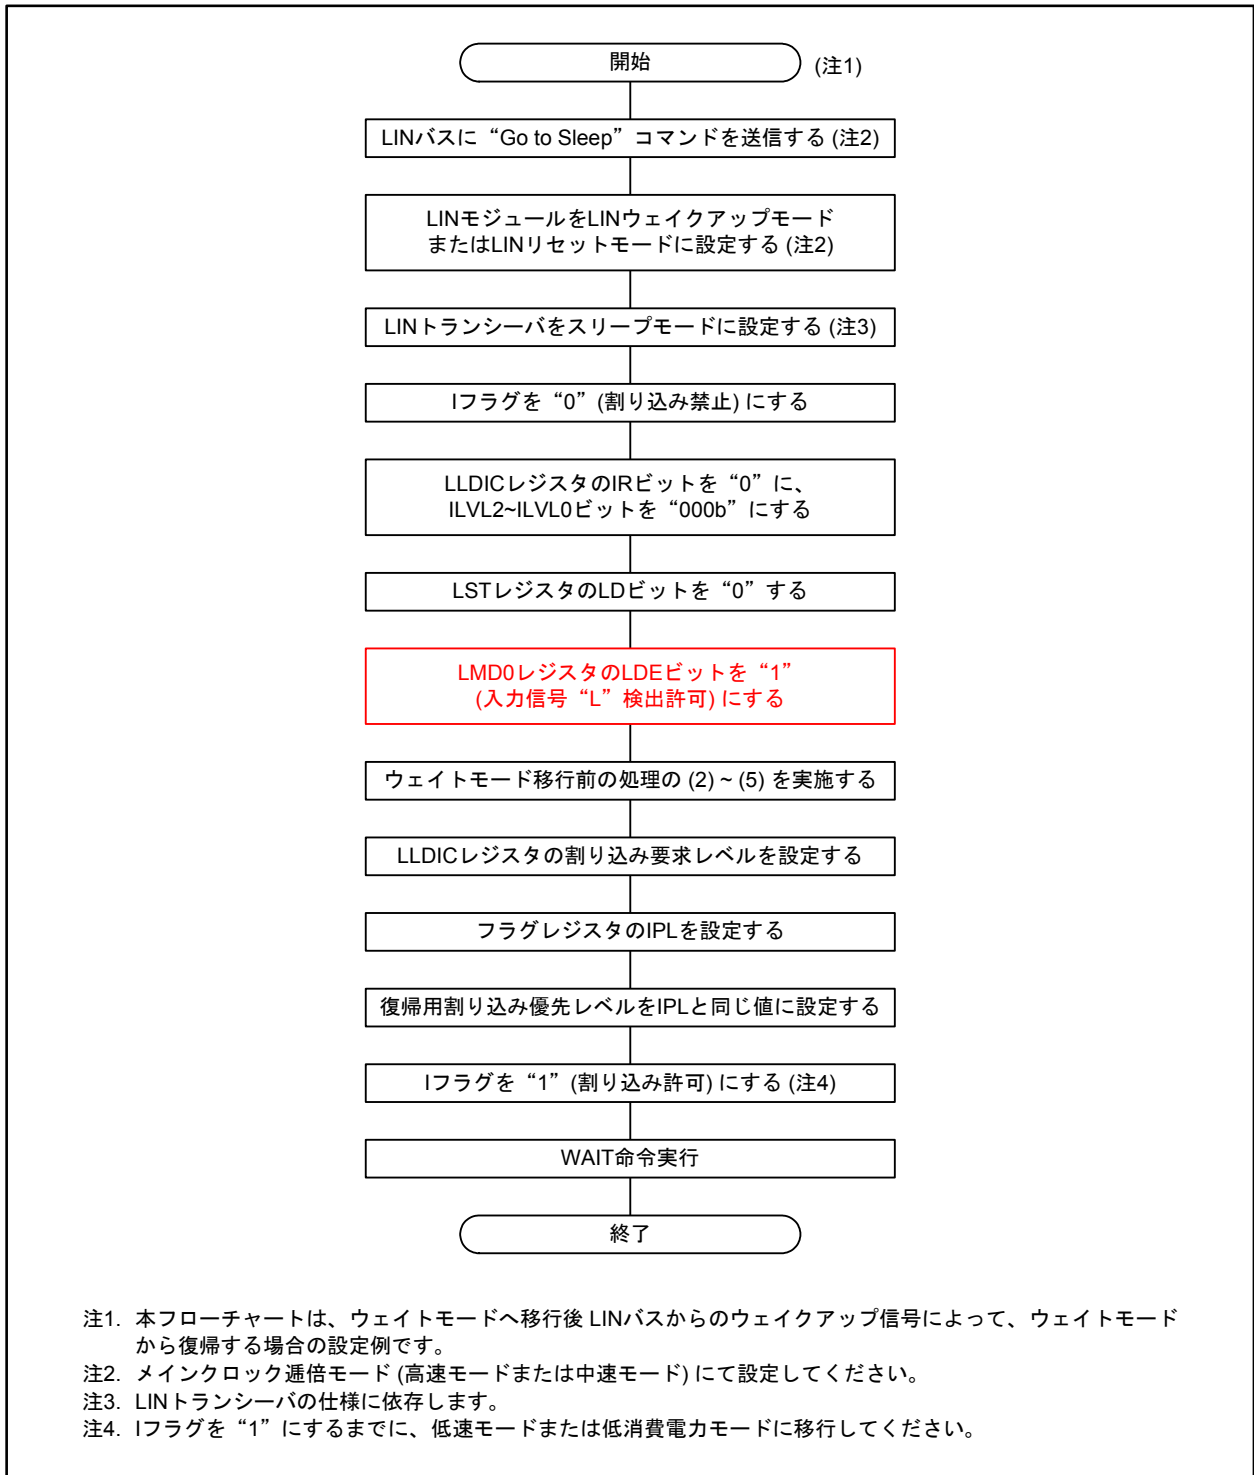 開始
(注1)
LINバスに“Go to Sleep”コマンドを送信する (注2)
LINモジュールをLINウェイクアップモード
またはLINリセットモードに設定する (注2)
LINトランシーバをスリープモードに設定する (注3)
Iフラグを“0”(割り込み禁止) にする
LLDICレジスタのIRビットを“0”に、
ILVL2~ILVL0ビットを“000b”にする
LSTレジスタのLDビットを“0”する
LMD0レジスタのLDEビットを“1”
(入力信号“L”検出許可) にする
ウェイトモード移行前の処理の (2) ~ (5) を実施する
LLDICレジスタの割り込み要求レベルを設定する
フラグレジスタのIPLを設定する
復帰用割り込み優先レベルをIPLと同じ値に設定する
Iフラグを“1”(割り込み許可) にする (注4)
WAIT命令実行
終了
注1. 本フローチャートは、ウェイトモードへ移行後 LINバスからのウェイクアップ信号によって、ウェイトモード
から復帰する場合の設定例です。
注2. メインクロック逓倍モード (高速モードまたは中速モード) にて設定してください。
注3. LINトランシーバの仕様に依存します。
注4. Iフラグを“1”にするまでに、低速モードまたは低消費電力モードに移行してください。